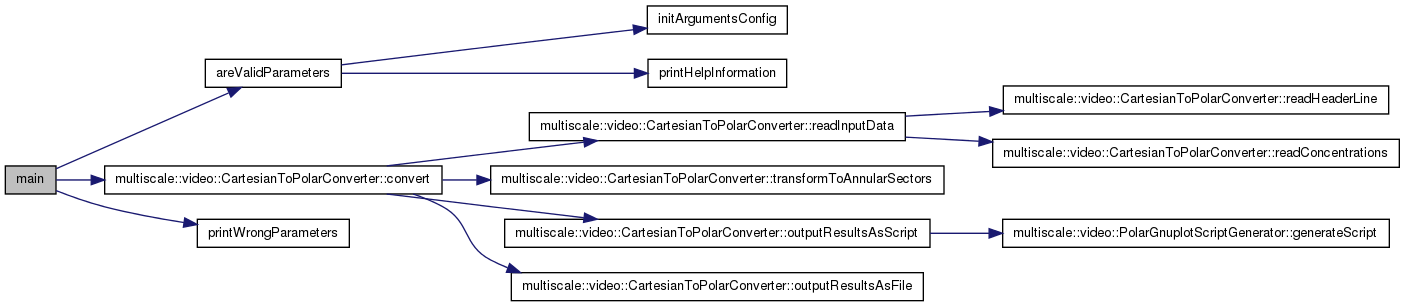 initArgumentsConfig
areValidParameters
printHelpInformation
multiscale::video::CartesianToPolarConverter::readHeaderLine
multiscale::video::CartesianToPolarConverter::readInputData
multiscale::video::CartesianToPolarConverter::readConcentrations
main
multiscale::video::CartesianToPolarConverter::convert
multiscale::video::CartesianToPolarConverter::transformToAnnularSectors
printWrongParameters
multiscale::video::CartesianToPolarConverter::outputResultsAsScript
multiscale::video::PolarGnuplotScriptGenerator::generateScript
multiscale::video::CartesianToPolarConverter::outputResultsAsFile